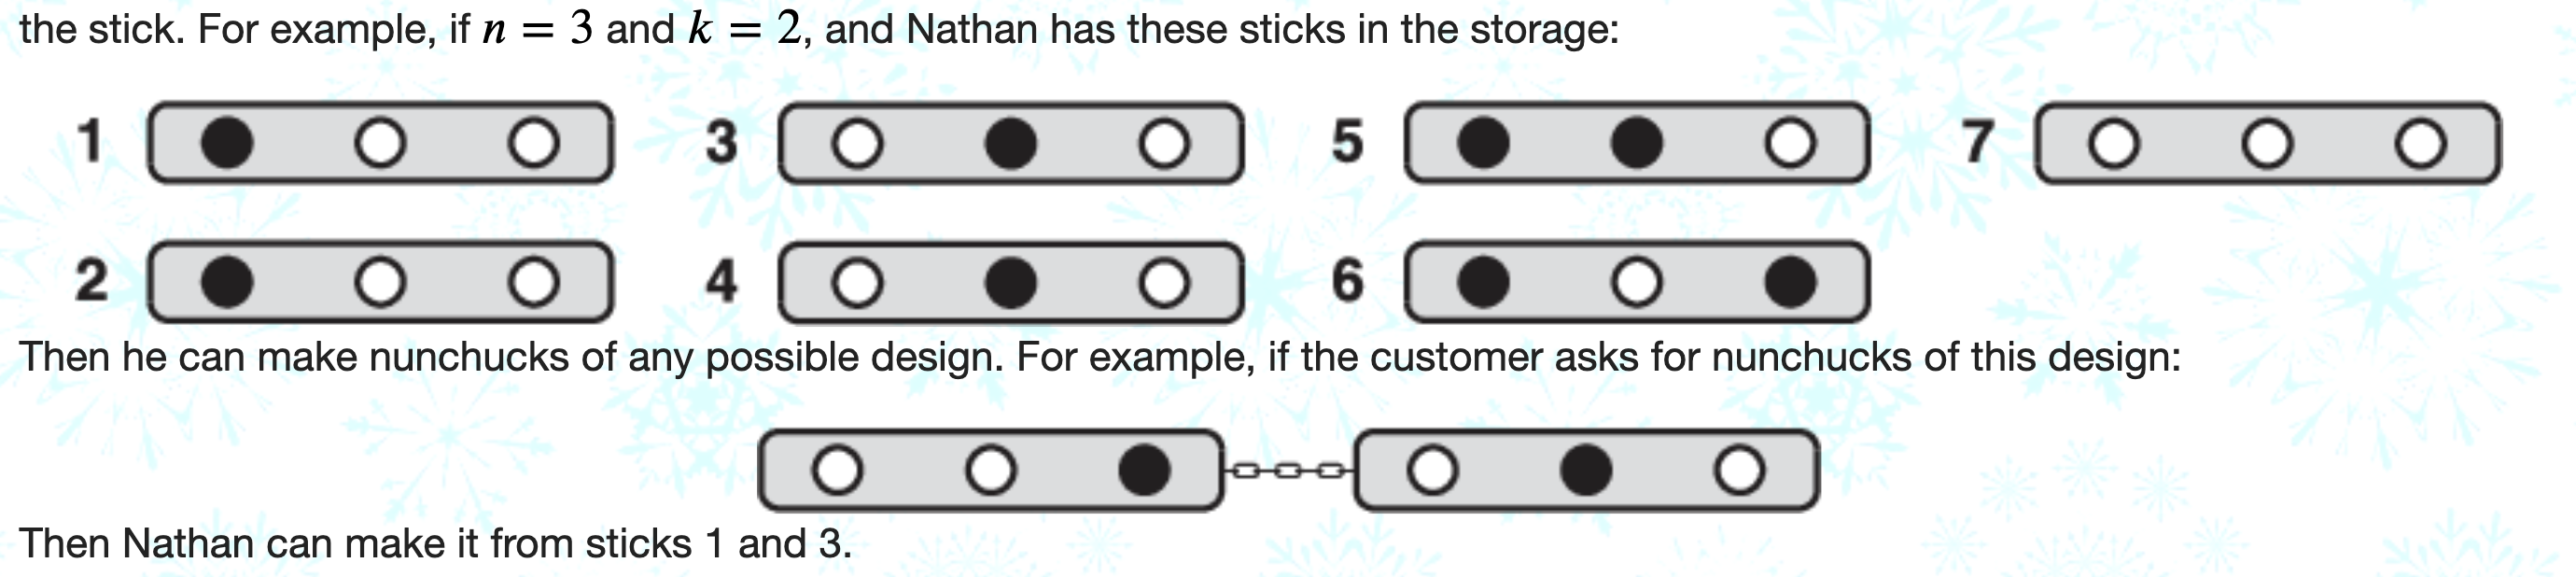 the stick. For example, if n = 3 and k = 2, and Nathan has these sticks in the storage:
1 3 5 7
2 4 6
Then he can make nunchucks of any possible design. For example, if the customer asks for nunchucks of this design:
Then Nathan can make it from sticks 1 and 3.